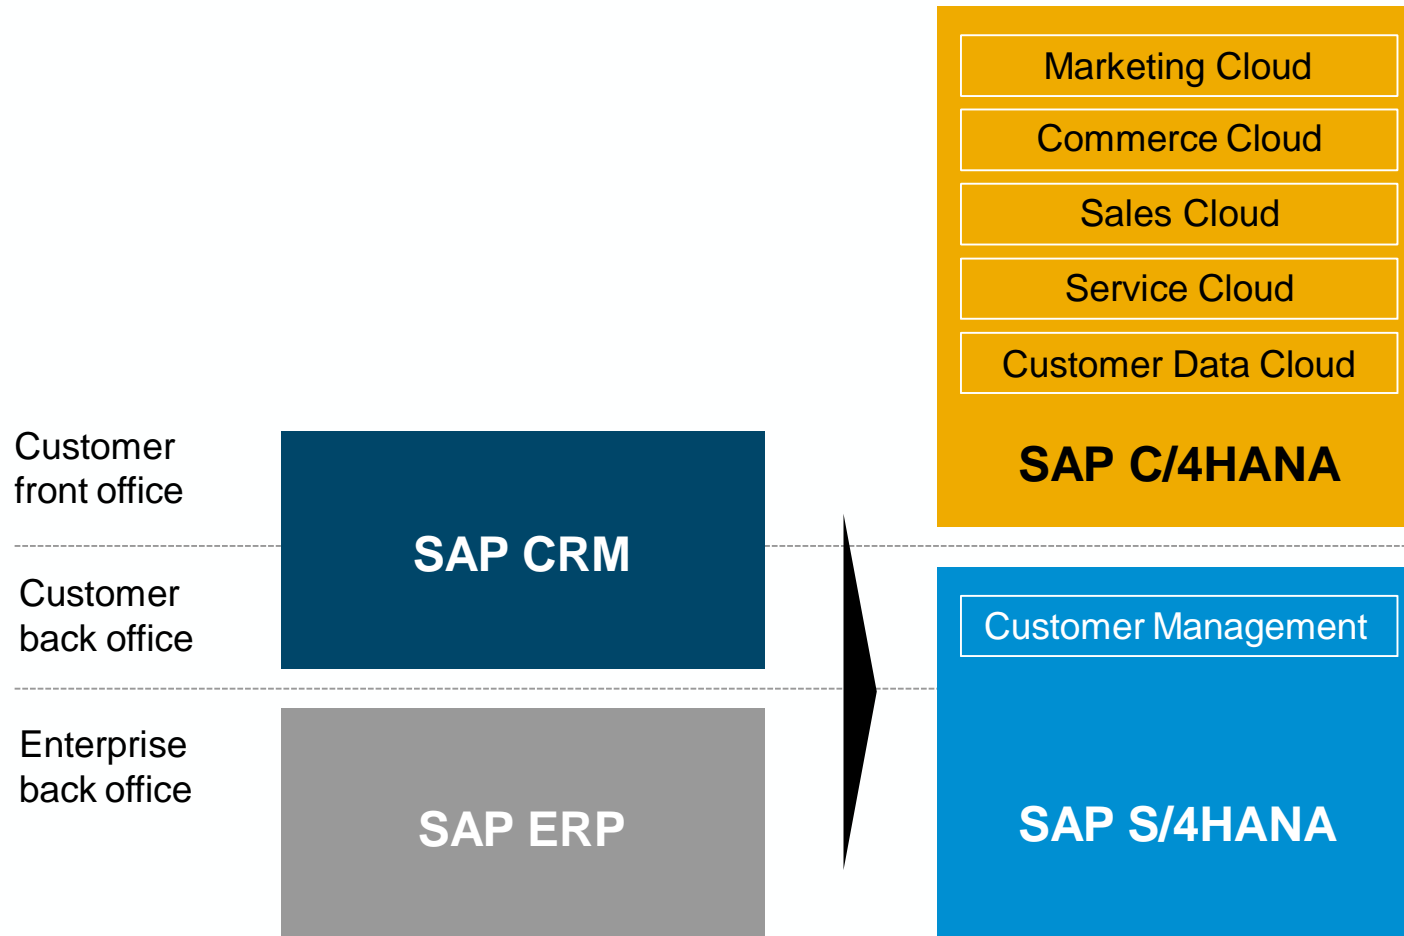 Marketing Cloud
Commerce Cloud
Sales Cloud
Service Cloud
Customer Data Cloud
SAP C/4HANA
Customer
front office
SAP CRM
Customer
back office
Customer Management
Enterprise
back office
SAP ERP
SAP S/4HANA